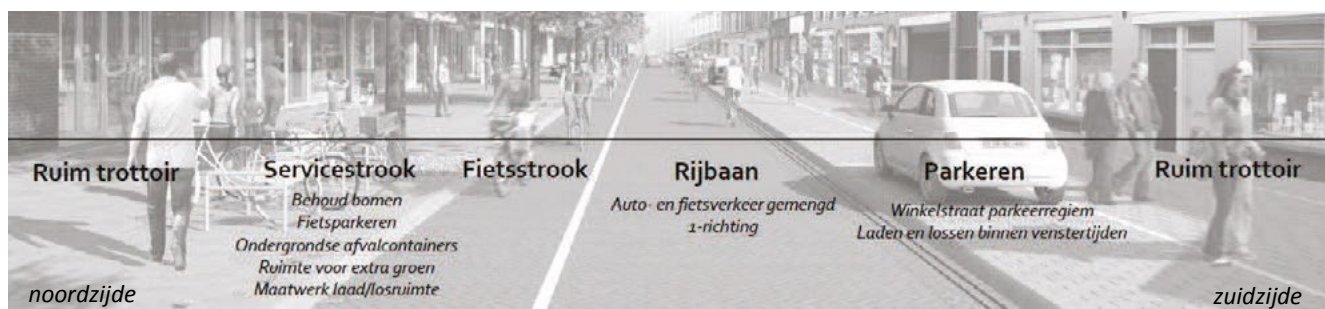 Ruim trottoir
Servicestrook
Behoud bomen
Fietsparkeren
Ondergrondse afvalcontainers
Ruimte voor extra groen
Maatwerk laad/losruimte
Fietsstrook
Rijbaan
Auto- en fietsverkeer gemengd
1-richting
Parkeren
Winkelstraat parkeerregiem
Laden en lossen binnen venstertijden
Ruim trottoir
noordzijde
zuidzijde